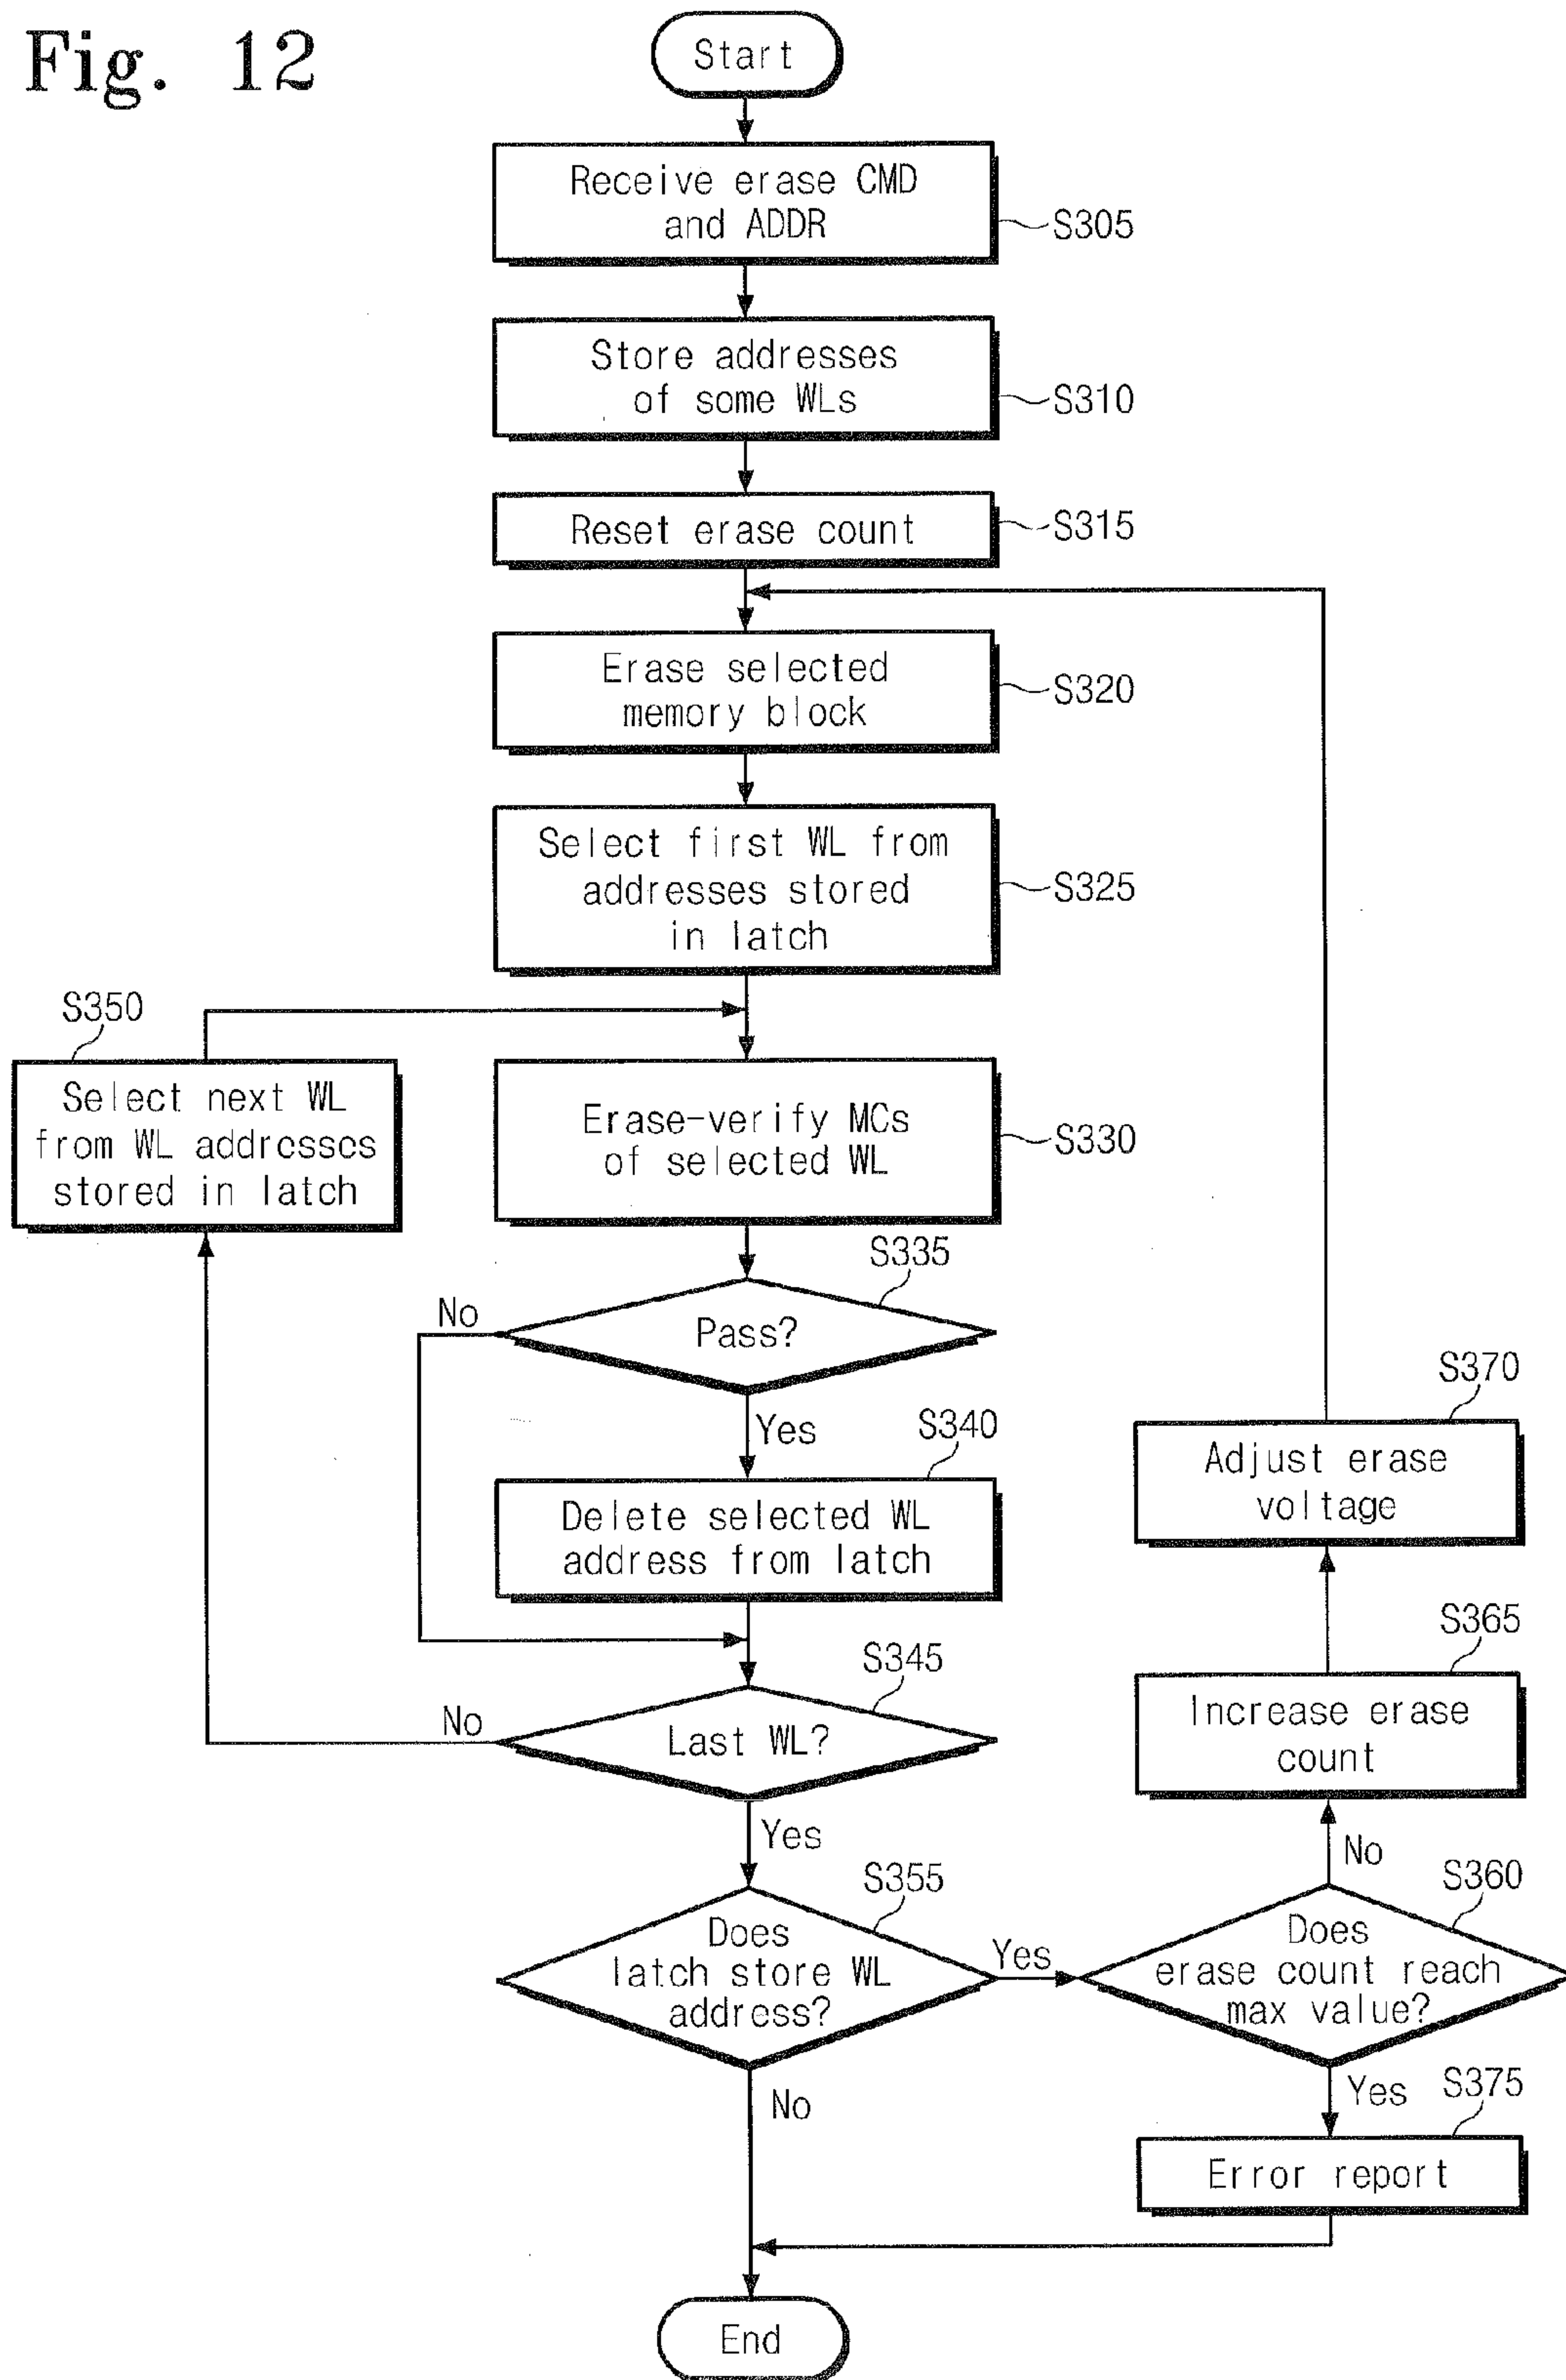 Fig. 12
Start
Receive erase CMD
and ADDR
S305
Store addresses
of some WLs
S310
Reset erase count
S315
Erase selected
memory block
S320
Select first WL from
addresses stored
in latch
S325
S350
Select next WL
from WL addresses
stored in latch
Erase-verify MCs
of selected WL
S330
S335
No
Pass?
Yes
S340
Delete selected WL
address from latch
S345
No
Last WL?
Yes
S355
Does
latch store WL
address?
Yes
No
S370
Adjust erase
voltage
S365
Increase erase
count
No
S360
Does
erase count reach
max value?
Yes
S375
Error report
End